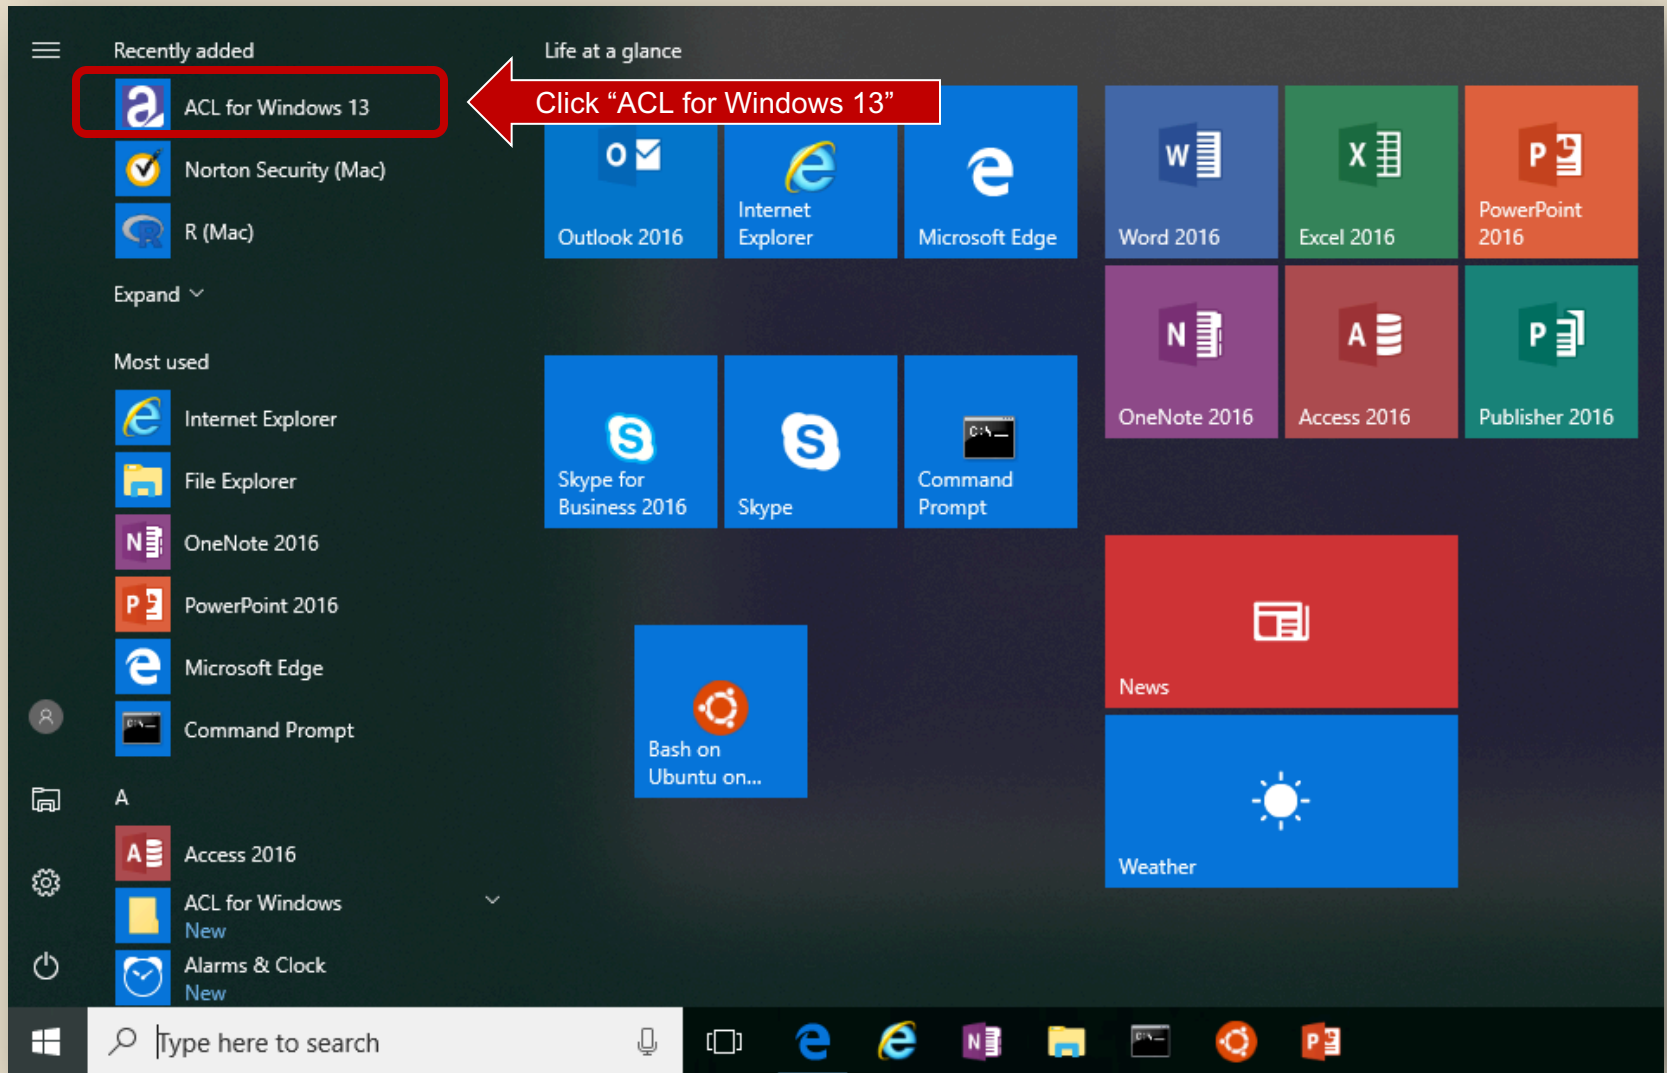 Recently added
ACL for Windows 13
Norton Security (Mac)
R (Mac)
Expand
Most used
Internet Explorer
File Explorer
OneNote 2016
PowerPoint 2016
Microsoft Edge
Command Prompt
A
Access 2016
ACL for Windows
New
Alarms & Clock
New
Life at a glance
Click “ACL for Windows 13”
Outlook 2016
Internet
Explorer
Microsoft Edge
Word 2016
Excel 2016
PowerPoint
2016
OneNote 2016
Access 2016
Publisher 2016
Skype for
Business 2016
Skype
Command
Prompt
Bash on
Ubuntu on...
News
Weather
Type here to search